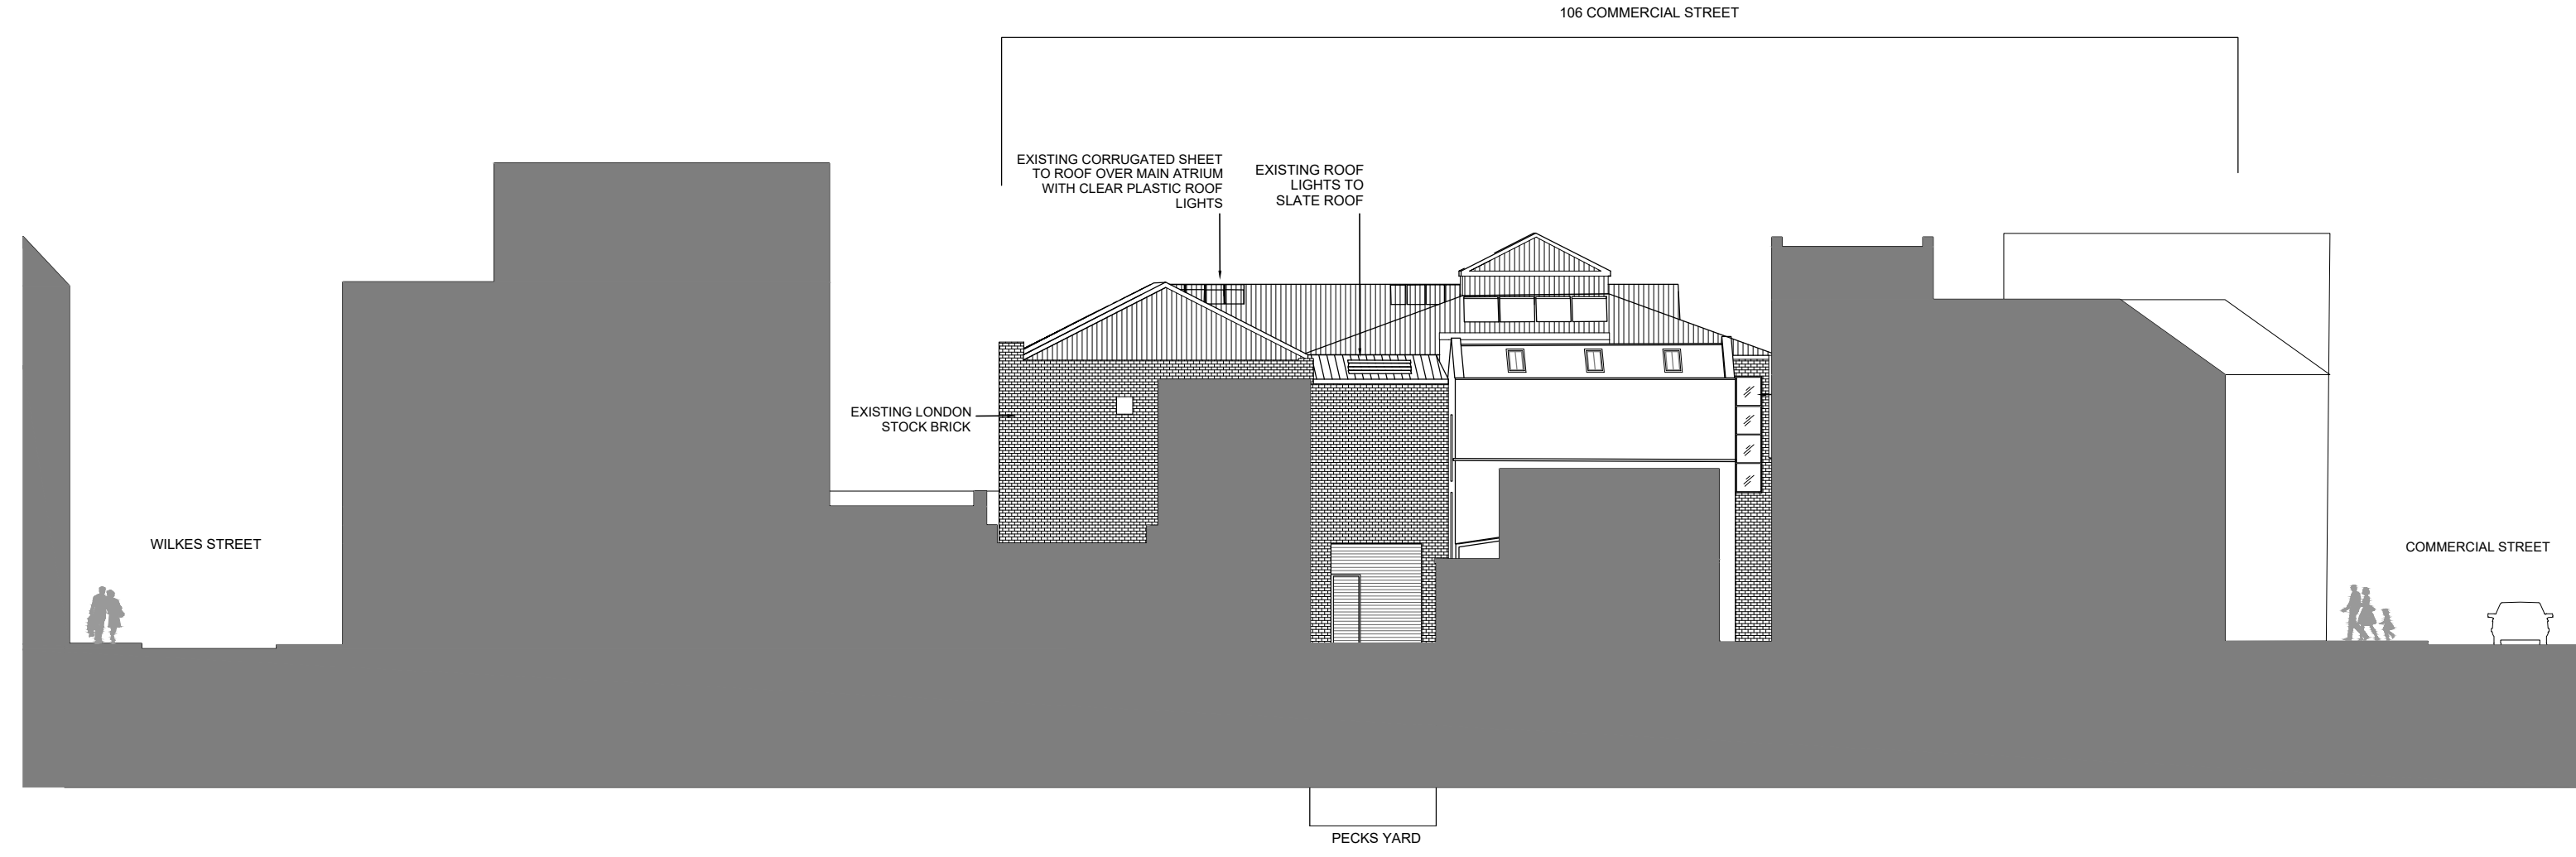 106 COMMERCIAL STREET
EXISTING CORRUGATED SHEET
TO ROOF OVER MAIN ATRIUM
WITH CLEAR PLASTIC ROOF
LIGHTS
EXISTING ROOF
LIGHTS TO
SLATE ROOF
EXISTING LONDON
STOCK BRICK
WILKES STREET
COMMERCIAL STREET
PECKS YARD